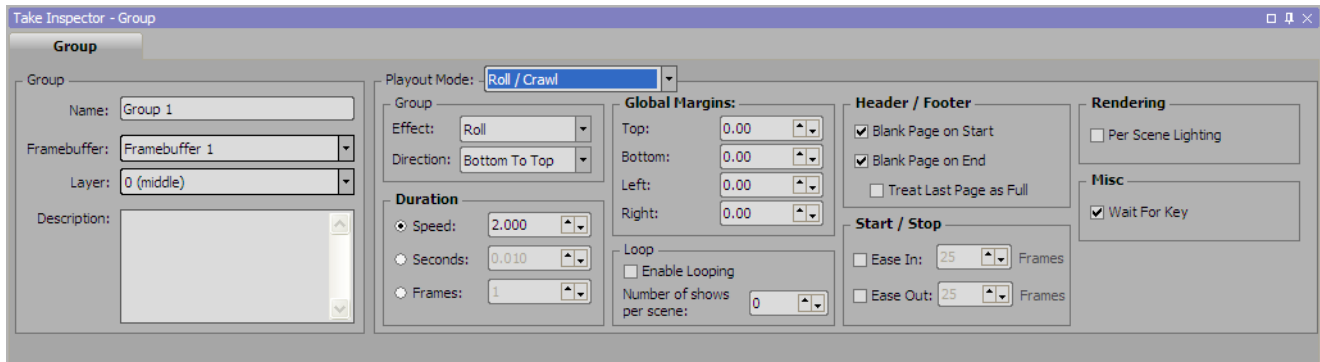 Take Inspector - Group
Group
Group
Name: Group 1
Framebuffer: Framebuffer 1
Layer: 0 (middle)
Description:
Playout Mode: Roll / Crawl
Group
Effect: Roll
Direction: Bottom To Top
Duration
Speed: 2.000
Seconds: 0.010
Frames: 1
Global Margins:
Top: 0.00
Bottom: 0.00
Left: 0.00
Right: 0.00
Loop
Enable Looping
Number of shows
per scene: 0
Header / Footer
Blank Page on Start
Blank Page on End
Treat Last Page as Full
Start / Stop
Ease In: 25 Frames
Ease Out: 25 Frames
Rendering
Per Scene Lighting
Misc
Wait For Key